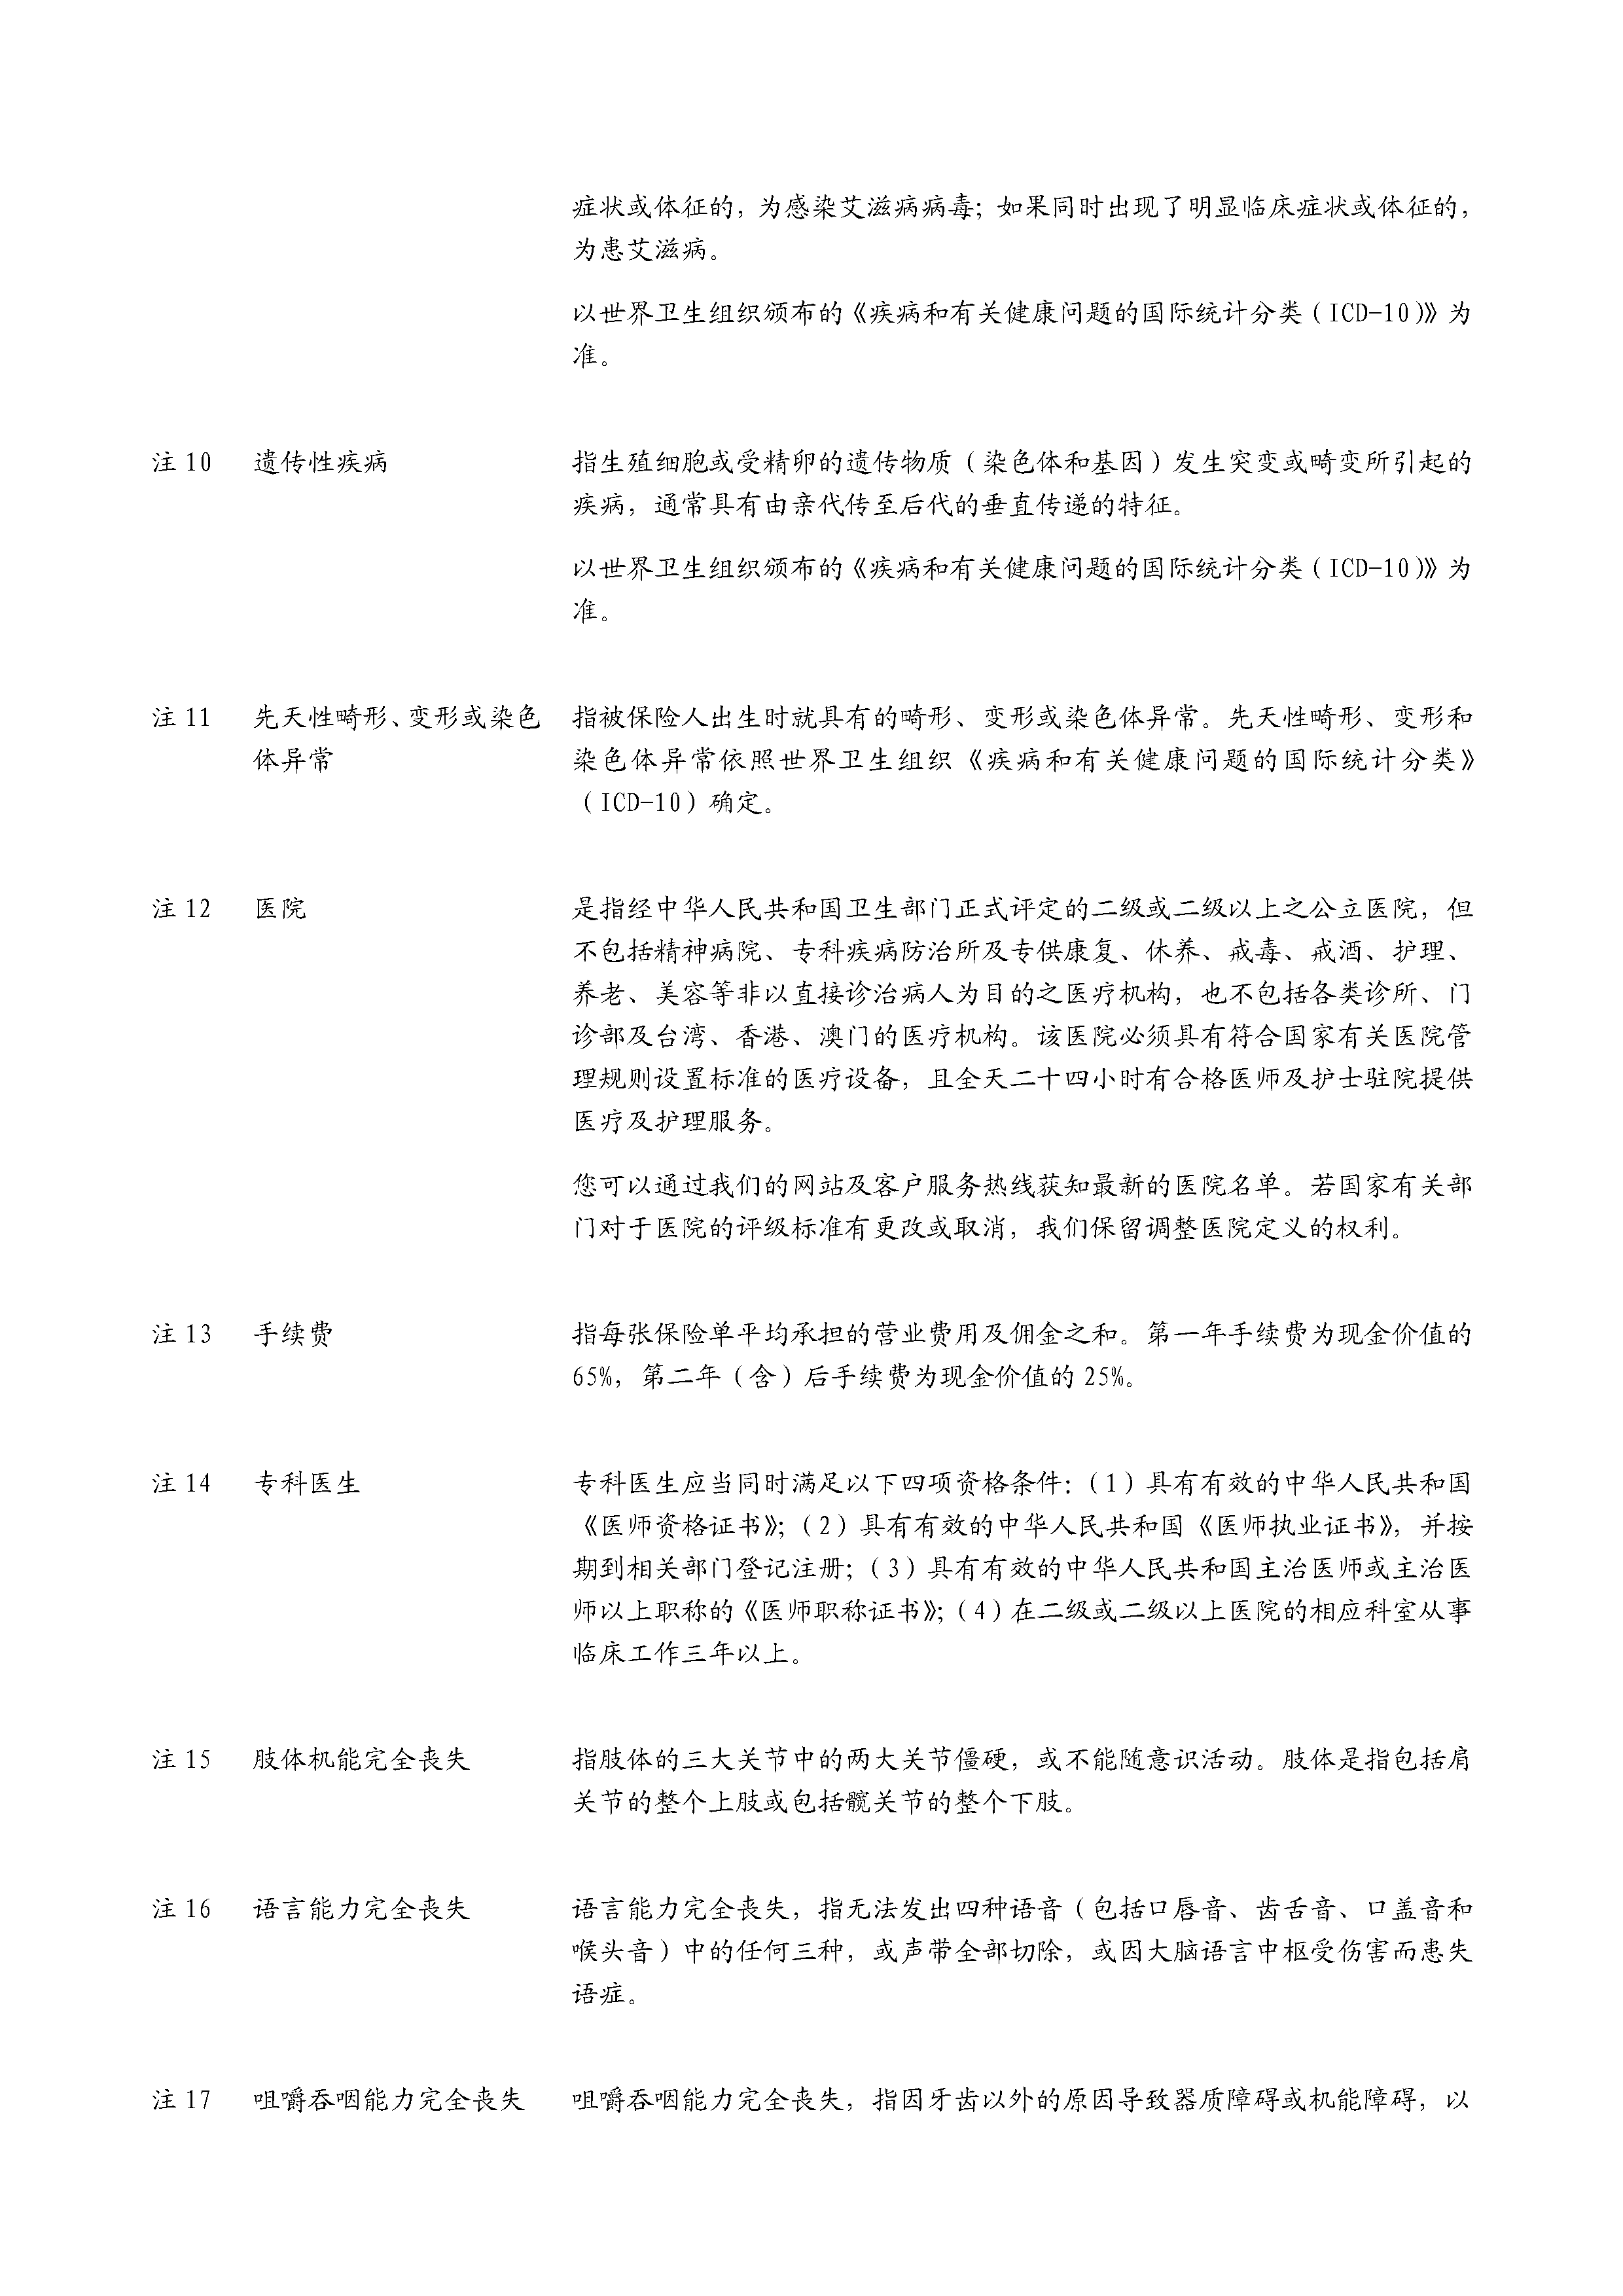 症状或体征的，为感染艾滋病病毒；如果同时出现了明显临床症状或体征的，
为患艾滋病。
以世界卫生组织颁布的《疾病和有关健康问题的国际统计分类（ICD-10）》为
准。
注 10 遗传性疾病 指生殖细胞或受精卵的遗传物质（染色体和基因）发生突变或畸变所引起的
疾病，通常具有由亲代传至后代的垂直传递的特征。
以世界卫生组织颁布的《疾病和有关健康问题的国际统计分类（ICD-10）》为
准。
注 11 先天性畸形、变形或染色 指被保险人出生时就具有的畸形、变形或染色体异常。先天性畸形、变形和
体异常 染色体异常依照世界卫生组织《疾病和有关健康问题的国际统计分类》
（ICD-10）确定。
注 12 医院 是指经中华人民共和国卫生部门正式评定的二级或二级以上之公立医院，但
不包括精神病院、专科疾病防治所及专供康复、休养、戒毒、戒酒、护理、
养老、美容等非以直接诊治病人为目的之医疗机构，也不包括各类诊所、门
诊部及台湾、香港、澳门的医疗机构。该医院必须具有符合国家有关医院管
理规则设置标准的医疗设备，且全天二十四小时有合格医师及护士驻院提供
医疗及护理服务。
您可以通过我们的网站及客户服务热线获知最新的医院名单。若国家有关部
门对于医院的评级标准有更改或取消，我们保留调整医院定义的权利。
注 13 手续费 指每张保险单平均承担的营业费用及佣金之和。第一年手续费为现金价值的
65%，第二年（含）后手续费为现金价值的 25%。
注 14 专科医生 专科医生应当同时满足以下四项资格条件：（1）具有有效的中华人民共和国
《医师资格证书》；（2）具有有效的中华人民共和国《医师执业证书》，并按
期到相关部门登记注册；（3）具有有效的中华人民共和国主治医师或主治医
师以上职称的《医师职称证书》；（4）在二级或二级以上医院的相应科室从事
临床工作三年以上。
注 15 肢体机能完全丧失 指肢体的三大关节中的两大关节僵硬，或不能随意识活动。肢体是指包括肩
关节的整个上肢或包括髋关节的整个下肢。
注 16 语言能力完全丧失 语言能力完全丧失，指无法发出四种语音（包括口唇音、齿舌音、口盖音和
喉头音）中的任何三种，或声带全部切除，或因大脑语言中枢受伤害而患失
语症。
注 17 咀嚼吞咽能力完全丧失 咀嚼吞咽能力完全丧失，指因牙齿以外的原因导致器质障碍或机能障碍，以